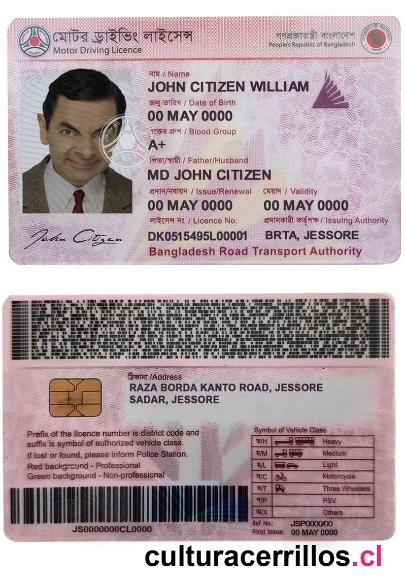 মোটর ড্রাইভিং লাইসেন্স
Motor Driving Licence
গণপ্রজাতন্ত্রী বাংলাদেশ
People's Republic of Bangladesh
নাম / Name
JOHN CITIZEN WILLIAM
জন্ম তারিখ / Date of Birth
00 MAY 0000
রক্তের গ্রুপ / Blood Group
A+
পিতা/স্বামী / Father/Husband
MD JOHN CITIZEN
প্রদান/নবায়ন / Issue/Renewal মেয়াদ / Validity
00 MAY 0000 00 MAY 0000
লাইসেন্স নং / Licence No. প্রদানকারী কর্তৃপক্ষ / Issuing Authority
DK0515495L00001 BRTA, JESSORE
Bangladesh Road Transport Authority
John Citizen
ঠিকানা /Address
RAZA BORDA KANTO ROAD, JESSORE
SADAR, JESSORE
Prefix of the licence number is district code and
suffix is symbol of authorized vehicle class.
If lost or found, please inform Police Station.
Red background - Professional
Green background - Non-professional
Symbol of Vehicle Class
Heavy
Medium
Light
Motorcycle
Three Wheelers
PSV
Others
Ref No: JSP0000/00
First Issue: 00 MAY 0000
JS0000000CL0000
culturacerrillos.cl